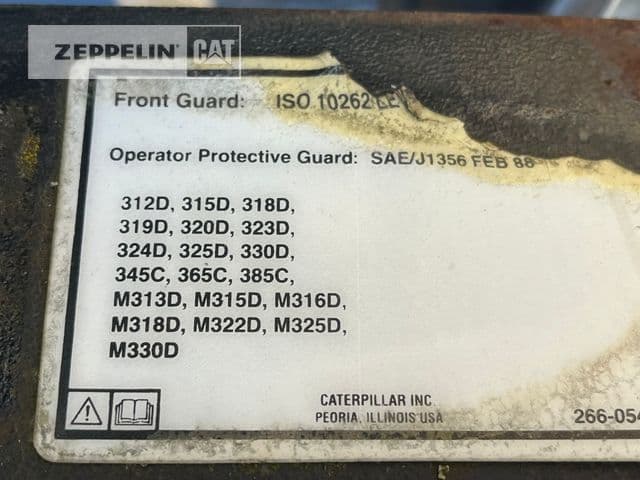 ZEPPELIN CAT
Front Guard: ISO 10262
Operator Protective Guard: SAE/J1356 FEB 88
312D, 315D, 318D,
319D, 320D, 323D,
324D, 325D, 330D,
345C, 365C, 385C,
M313D, M315D, M316D,
M318D, M322D, M325D,
M330D
CATERPILLAR INC
PEORIA, ILLINOIS USA
266-054